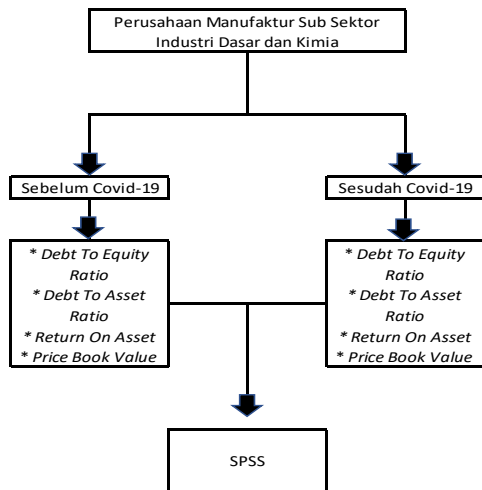 Perusahaan Manufaktur Sub Sektor
Industri Dasar dan Kimia
Sebelum Covid-19
Sesudah Covid-19
* Debt To Equity
Ratio
* Debt To Asset
Ratio
* Return On Asset
* Price Book Value
* Debt To Equity
Ratio
* Debt To Asset
Ratio
* Return On Asset
* Price Book Value
SPSS